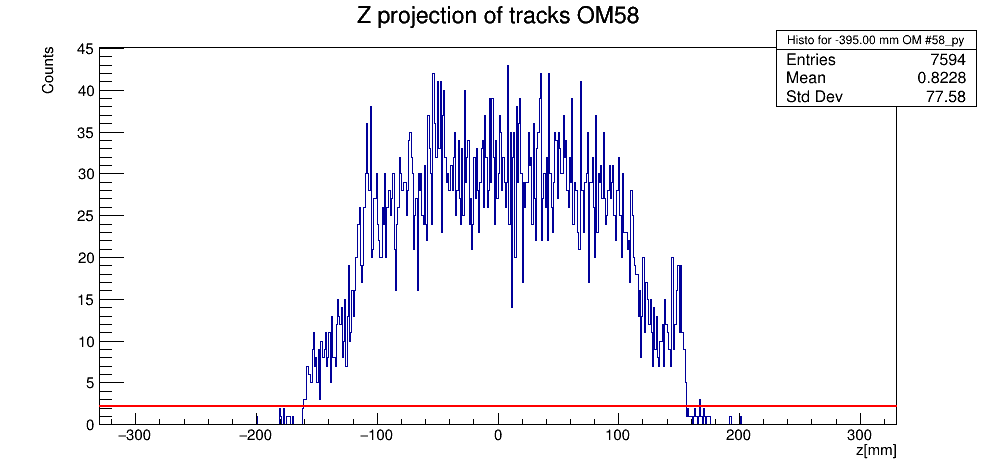 Z projection of tracks OM58
Histo for -395.00 mm OM #58_py
Entries 7594
Mean 0.8228
Std Dev 77.58
Counts
45
40
35
30
25
20
15
10
5
0
−300 −200 −100 0 100 200 300
z[mm]